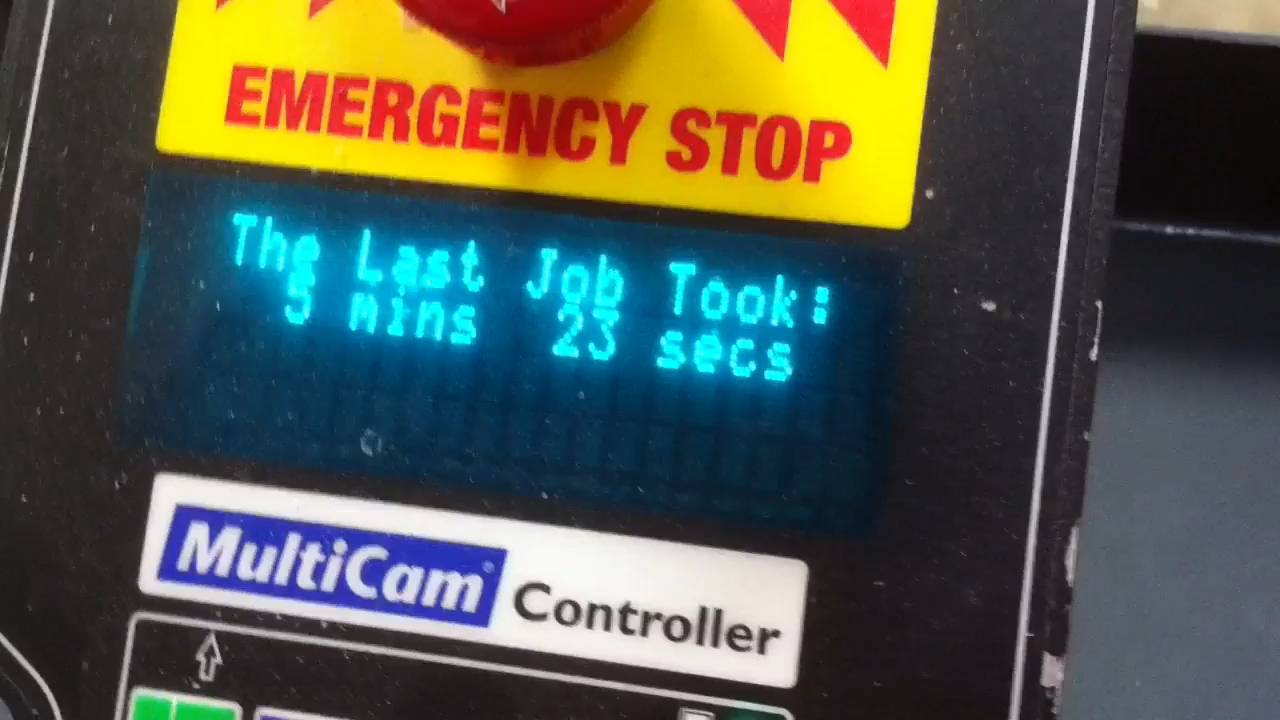 EMERGENCY STOP
The Last Job Took:
5 mins 23 secs
MultiCam Controller